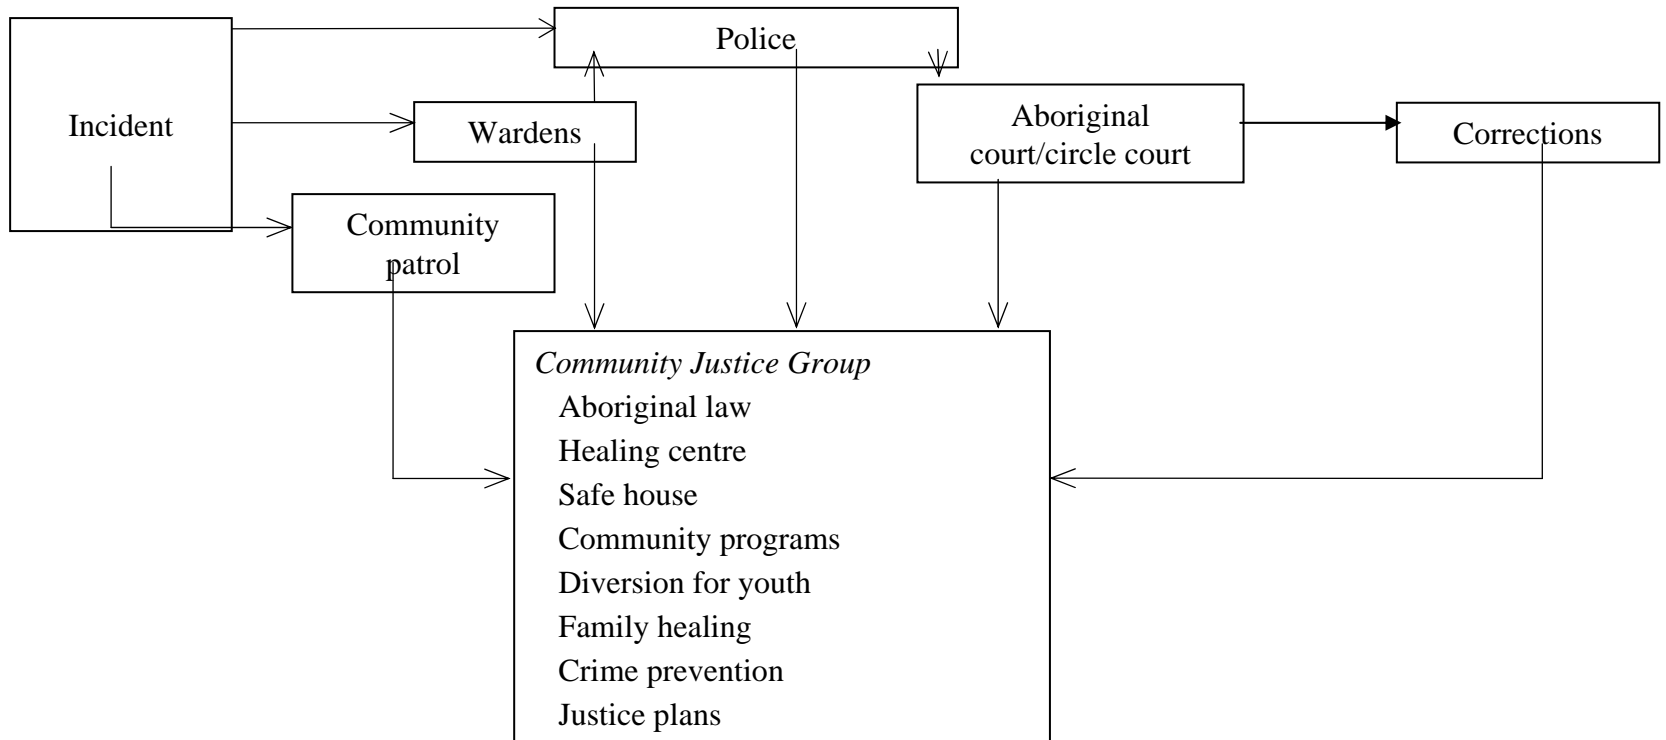 Police
Incident
Wardens
Aboriginal
court/circle court
Corrections
Community
patrol
Community Justice Group
Aboriginal law
Healing centre
Safe house
Community programs
Diversion for youth
Family healing
Crime prevention
Justice plans